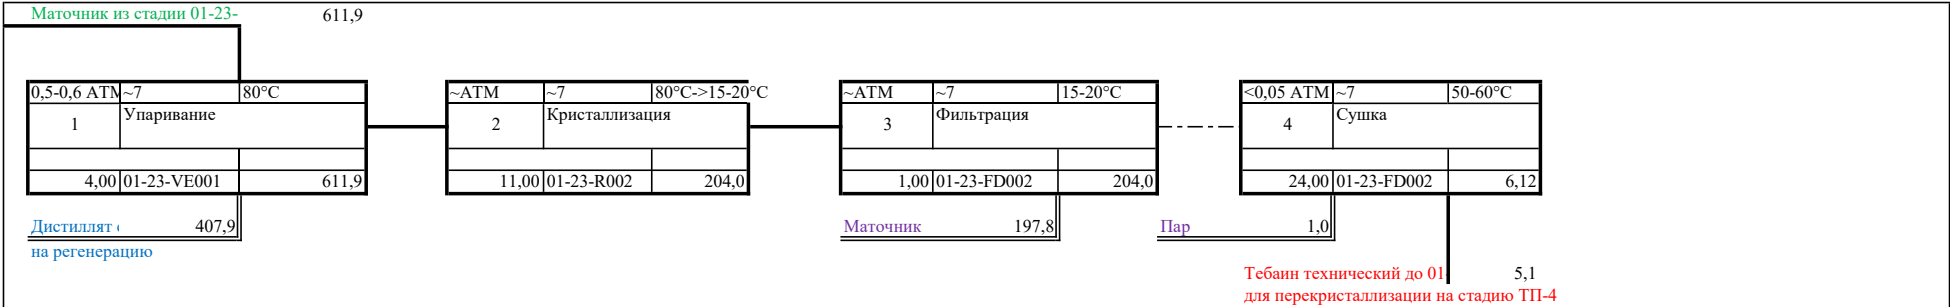 Маточник из стадии 01-23- 611,9
0,5-0,6 АТМ ~7 80°C
1 Упаривание
4,00 01-23-VE001 611,9
Дистиллят 407,9
на регенерацию
~АТМ ~7 80°C->15-20°C
2 Кристаллизация
11,00 01-23-R002 204,0
~АТМ ~7 15-20°C
3 Фильтрация
1,00 01-23-FD002 204,0
Маточник 197,8
<0,05 АТМ ~7 50-60°C
4 Сушка
24,00 01-23-FD002 6,12
Пар 1,0
Тебаин технический до 01- 5,1
для перекристаллизации на стадию ТП-4